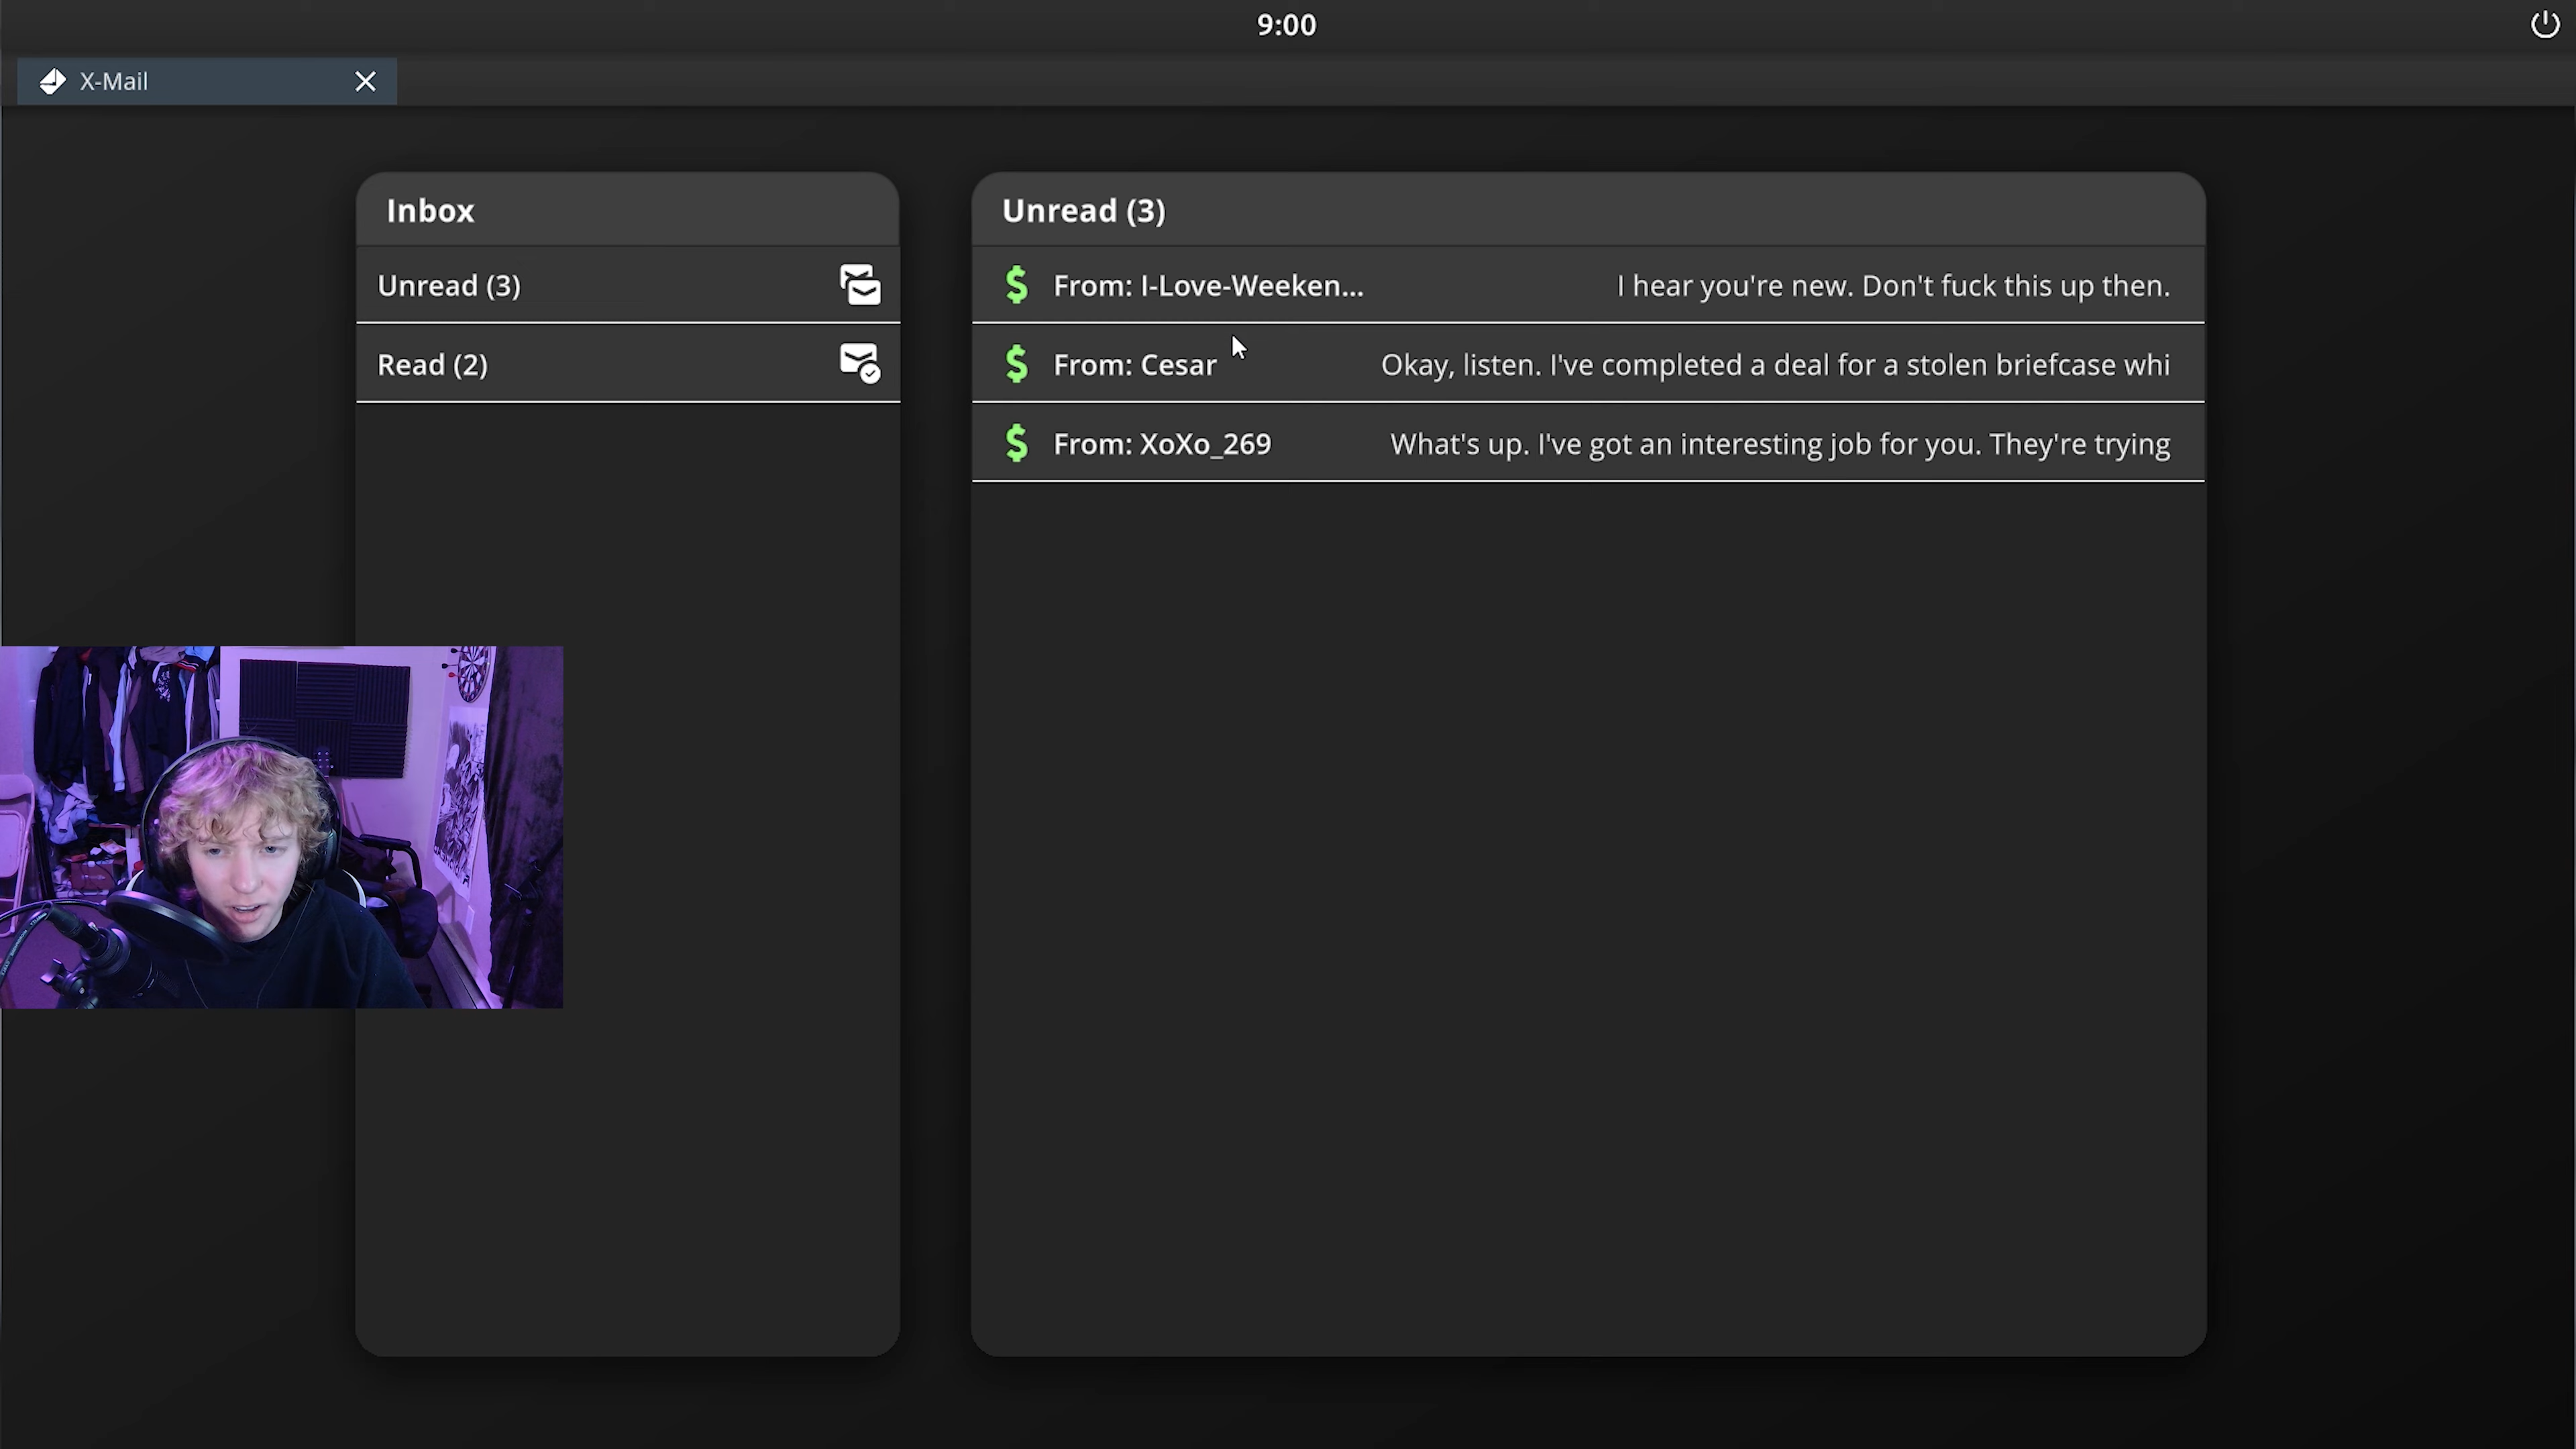 9:00
X-Mail
Inbox
Unread (3)
Read (2)
Unread (3)
From: I-Love-Weeken... I hear you're new. Don't fuck this up then.
From: Cesar Okay, listen. I've completed a deal for a stolen briefcase whi
From: XoXo_269 What's up. I've got an interesting job for you. They're trying